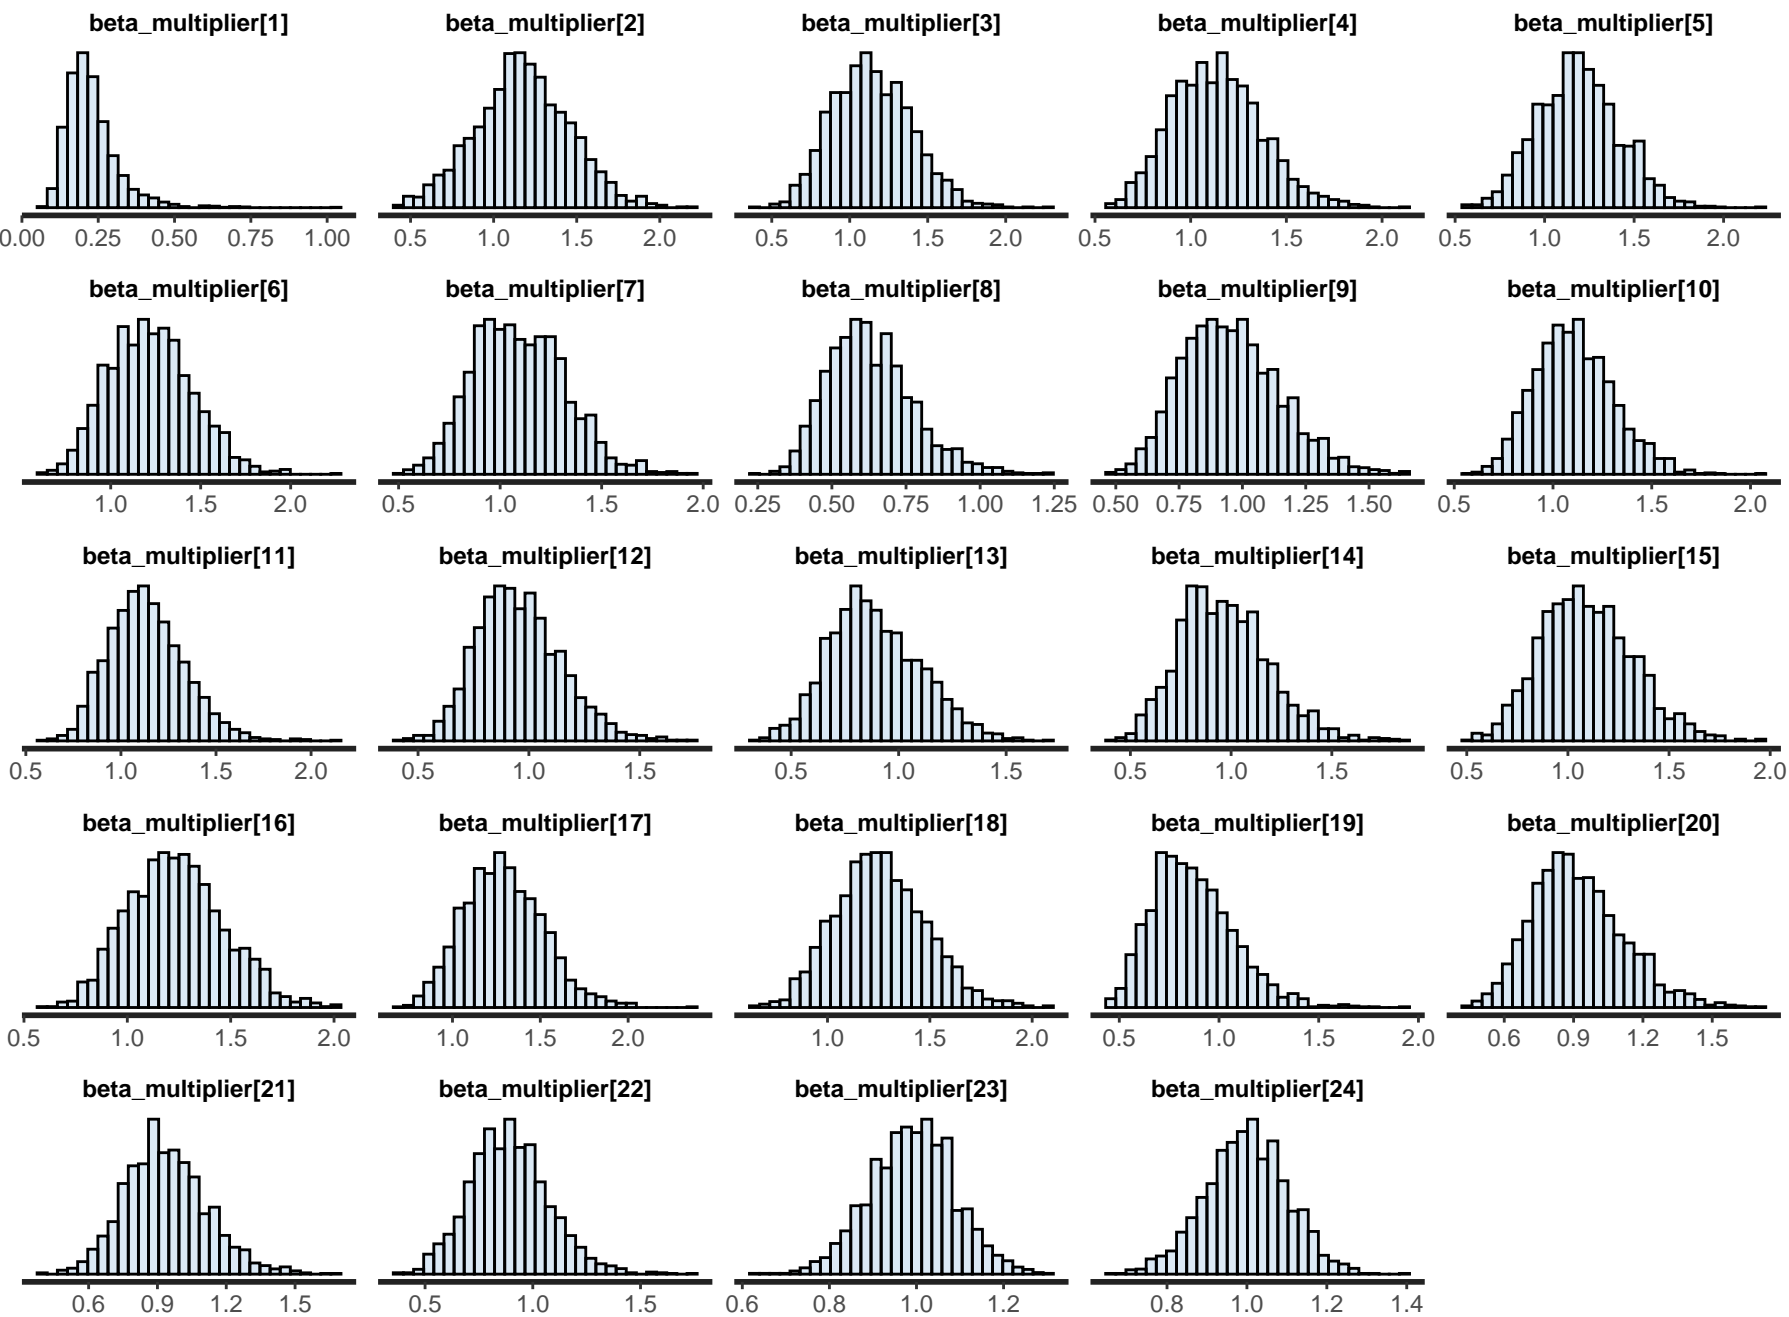 beta_multiplier[1] beta_multiplier[2] beta_multiplier[3] beta_multiplier[4] beta_multiplier[5]
0.00 0.25 0.50 0.75 1.00 0.5 1.0 1.5 2.0 0.5 1.0 1.5 2.0 0.5 1.0 1.5 2.0 0.5 1.0 1.5 2.0
beta_multiplier[6] beta_multiplier[7] beta_multiplier[8] beta_multiplier[9] beta_multiplier[10]
1.0 1.5 2.0 0.5 1.0 1.5 2.0 0.25 0.50 0.75 1.00 1.25 0.50 0.75 1.00 1.25 1.50 0.5 1.0 1.5 2.0
beta_multiplier[11] beta_multiplier[12] beta_multiplier[13] beta_multiplier[14] beta_multiplier[15]
0.5 1.0 1.5 2.0 0.5 1.0 1.5 0.5 1.0 1.5 0.5 1.0 1.5 0.5 1.0 1.5 2.0
beta_multiplier[16] beta_multiplier[17] beta_multiplier[18] beta_multiplier[19] beta_multiplier[20]
0.5 1.0 1.5 2.0 1.0 1.5 2.0 1.0 1.5 2.0 0.5 1.0 1.5 2.0 0.6 0.9 1.2 1.5
beta_multiplier[21] beta_multiplier[22] beta_multiplier[23] beta_multiplier[24]
0.6 0.9 1.2 1.5 0.5 1.0 1.5 0.6 0.8 1.0 1.2 0.8 1.0 1.2 1.4